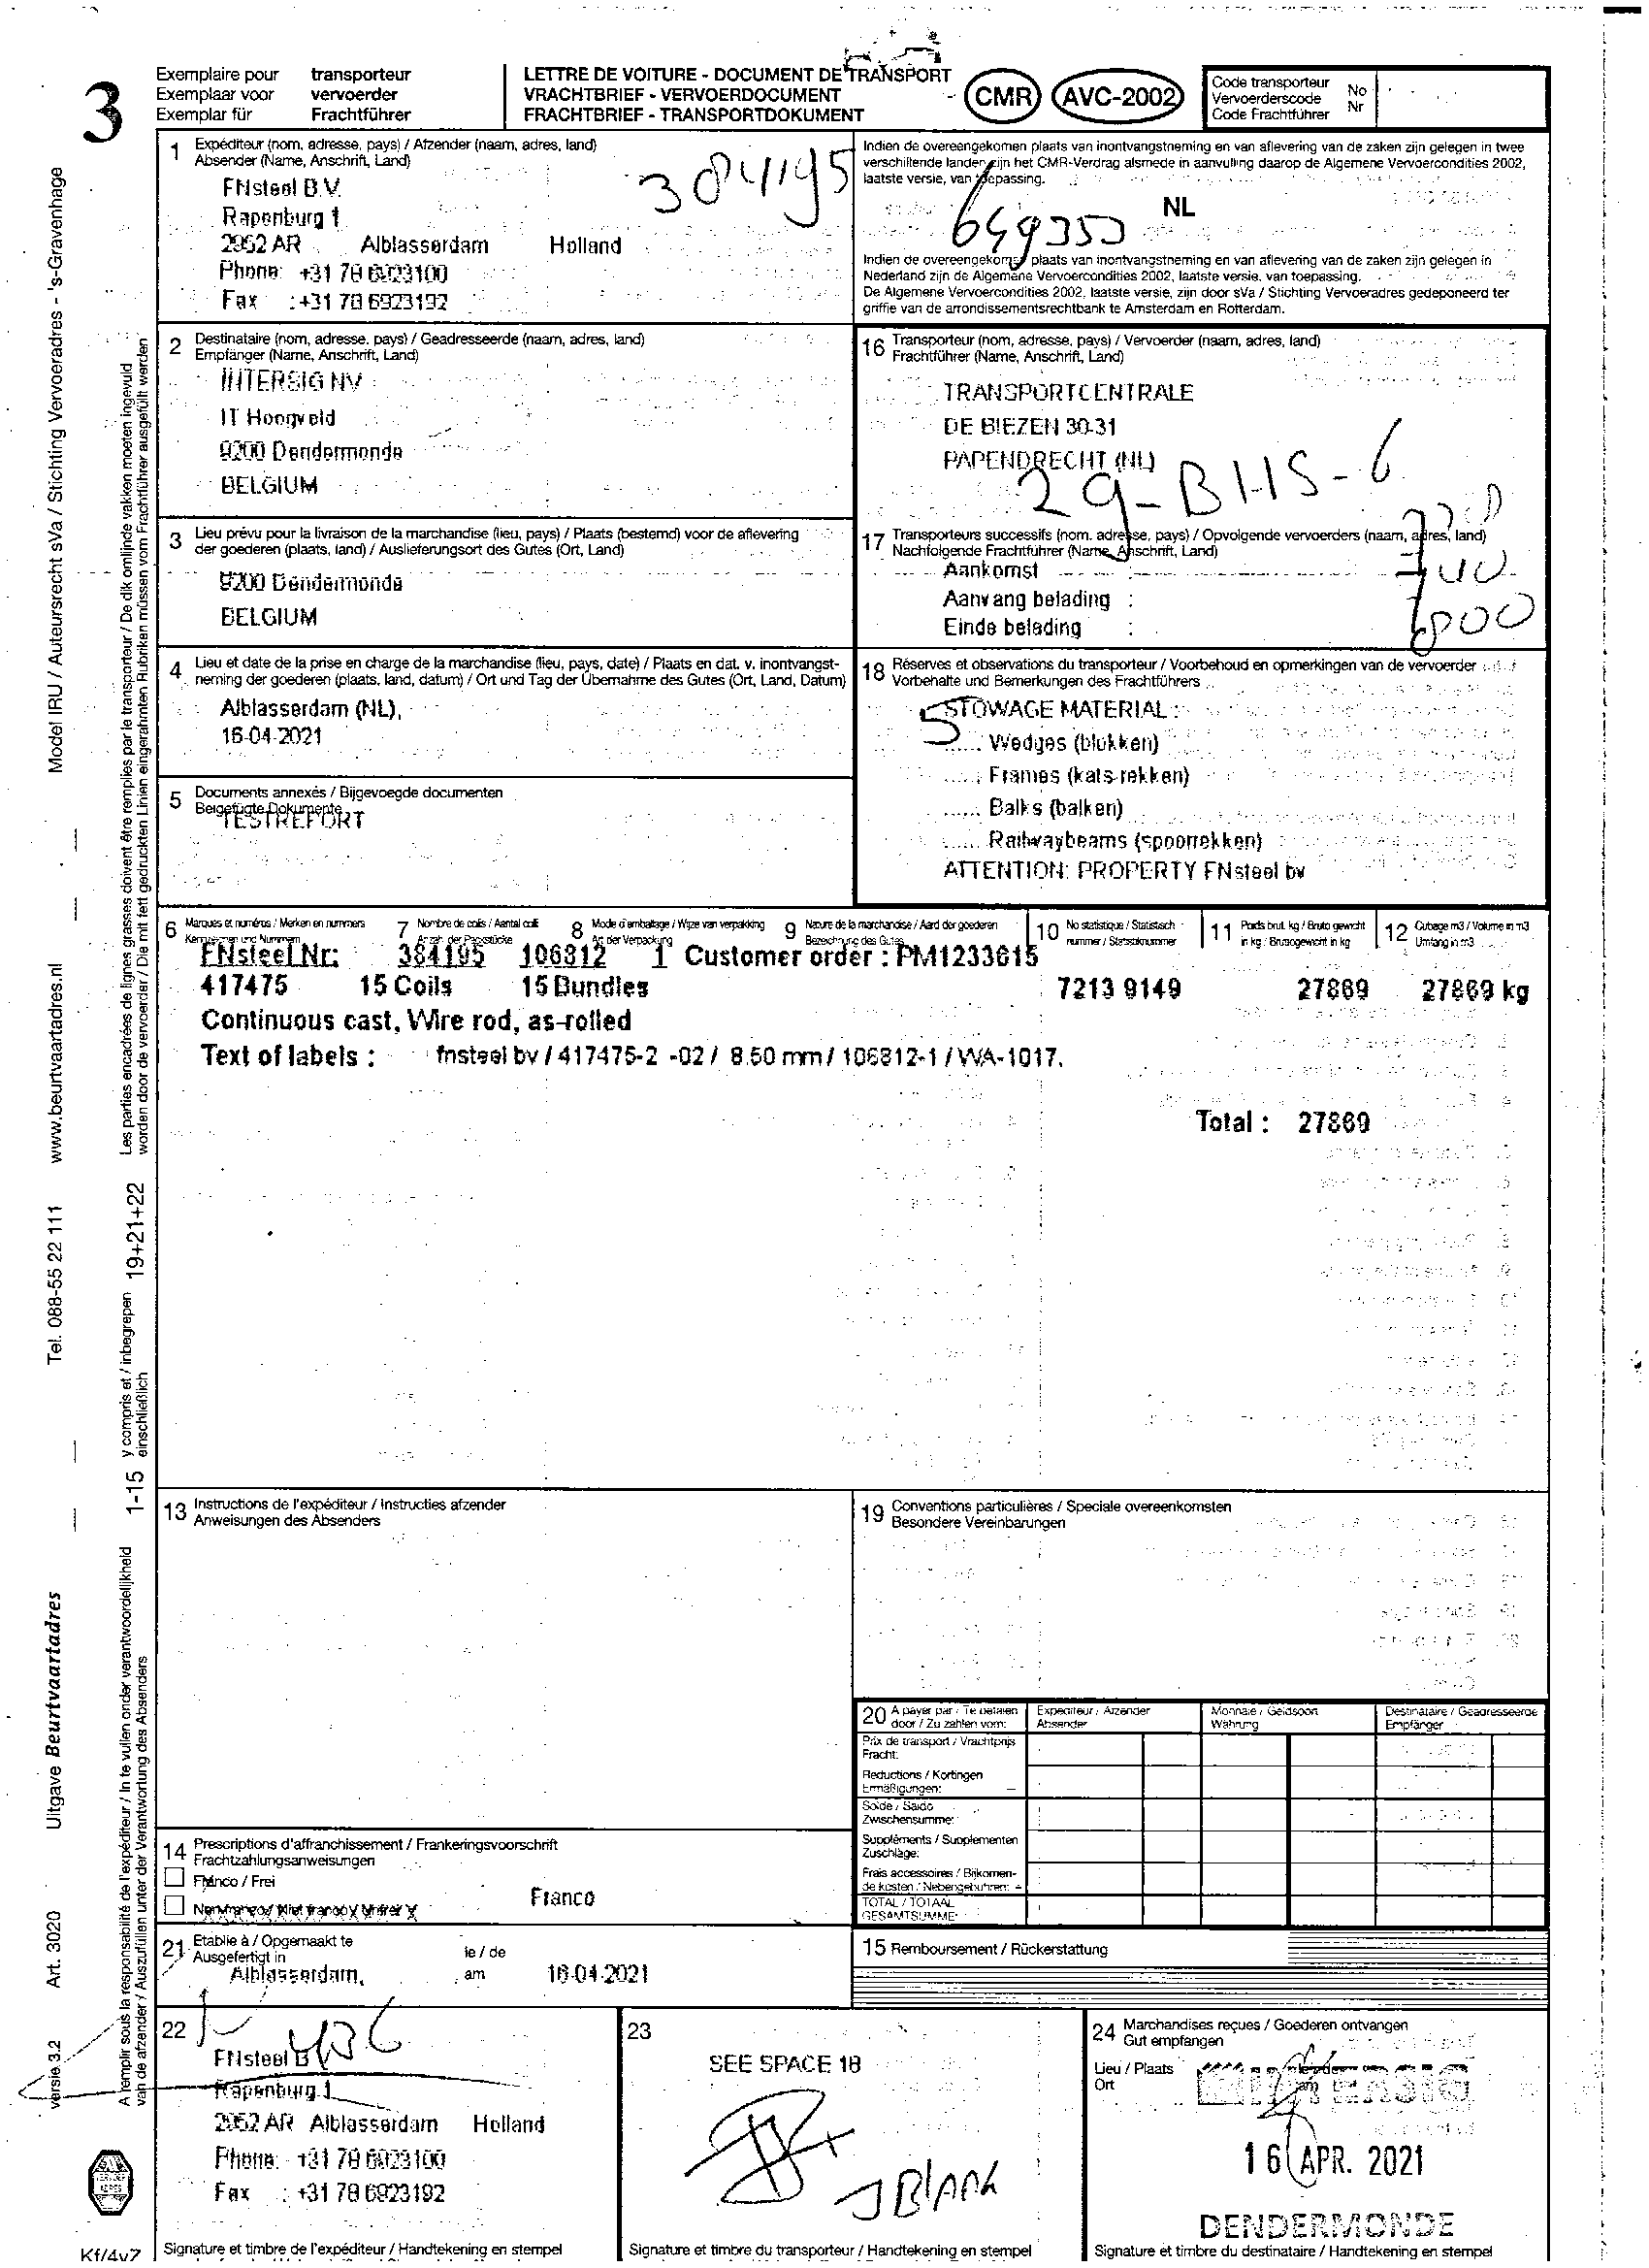 3
Exemplaire pour transporteur
Exemplaar voor vervoerder
Exemplar für Frachtführer
LETTRE DE VOITURE - DOCUMENT DE TRANSPORT
VRACHTBRIEF - VERVOERDOCUMENT
FRACHTBRIEF - TRANSPORTDOKUMENT
CMR AVC-2002
Code transporteur No
Vervoerderscode Nr
Code Frachtführer
1 Expéditeur (nom, adresse, pays) / Afzender (naam, adres, land)
Absender (Name, Anschrift, Land)
FNsteel B.V.
Rapenburg 1
2952 AR Alblasserdam Holland
Phone: +31 78 6923100
Fax : +31 78 6923192
384195
Indien de overeengekomen plaats van inontvangstneming en van aflevering van de zaken zijn gelegen in twee
verschillende landen zijn het CMR-Verdrag alsmede in aanvulling daarop de Algemene Vervoercondities 2002,
laatste versie, van toepassing.
NL
649353
Indien de overeengekomen plaats van inontvangstneming en van aflevering van de zaken zijn gelegen in
Nederland zijn de Algemene Vervoercondities 2002, laatste versie, van toepassing.
De Algemene Vervoercondities 2002, laatste versie, zijn door sVa / Stichting Vervoeradres gedeponeerd ter
griffie van de arrondissementsrechtbank te Amsterdam en Rotterdam.
2 Destinataire (nom, adresse, pays) / Geadresseerde (naam, adres, land)
Empfänger (Name, Anschrift, Land)
INTERSIG NV
IT Hoogveld
9200 Dendermonde
BELGIUM
16 Transporteur (nom, adresse, pays) / Vervoerder (naam, adres, land)
Frachtführer (Name, Anschrift, Land)
TRANSPORTCENTRALE
DE BIEZEN 30-31
PAPENDRECHT (NL)
29-BHS-6
3 Lieu prévu pour la livraison de la marchandise (lieu, pays) / Plaats (bestemd) voor de aflevering
der goederen (plaats, land) / Auslieferungsort des Gutes (Ort, Land)
9200 Dendermonde
BELGIUM
17 Transporteurs successifs (nom, adresse, pays) / Opvolgende vervoerders (naam, adres, land)
Nachfolgende Frachtführer (Name, Anschrift, Land)
Aankomst
Aanvang belading :
Einde belading :
4 Lieu et date de la prise en charge de la marchandise (lieu, pays, date) / Plaats en dat. v. inontvangst-
neming der goederen (plaats, land, datum) / Ort und Tag der Übernahme des Gutes (Ort, Land, Datum)
Alblasserdam (NL),
16-04-2021
18 Réserves et observations du transporteur / Voorbehoud en opmerkingen van de vervoerder
Vorbehalte und Bemerkungen des Frachtführers
5 STOWAGE MATERIAL :
..... Wedges (blokken)
..... Frames (kats-rekken)
..... Balks (balken)
..... Railwaybeams (spoorrekken)
ATTENTION: PROPERTY FNsteel bv
5 Documents annexés / Bijgevoegde documenten
Beigefügte Dokumente
TESTREPORT
6 Marques et numéros / Merken en nummers
Kennzeichen und Nummern
7 Nombre de colis / Aantal colli
Anzahl der Packstücke
8 Mode d'emballage / Wijze van verpakking
Art der Verpackung
9 Nature de la marchandise / Aard der goederen
Bezeichnung des Gutes
10 No statistique / Statistisch nummer / Statistiknummer
11 Poids brut, kg / Bruto gewicht
in kg / Bruttogewicht in kg
12 Cubage m3 / Volume in m3
Umfang in m3
FNsteel Nr: 384195 106812 1 Customer order : PM1233615
417475 15 Coils 15 Bundles 7213 9149 27869 27869 kg
Continuous cast, Wire rod, as-rolled
Text of labels : fnsteel bv / 417475-2 -02 / 8.50 mm / 106812-1 / WA-1017.
Total : 27869
13 Instructions de l'expéditeur / Instructies afzender
Anweisungen des Absenders
19 Conventions particulières / Speciale overeenkomsten
Besondere Vereinbarungen
20 A payer par / Te betalen
door / Zu zahlen vom:
Expéditeur / Afzender
Absender
Monnaie / Geldsoort
Währung
Destinataire / Geadresseerde
Empfänger
Prix de transport / Vrachtprijs
Fracht:
Reductions / Kortingen
Ermäßigungen: –
Solde / Saldo
Zwischensumme:
Suppléments / Supplementen
Zuschläge:
Frais accessoires / Bijkomen-
de kosten / Nebengebühren: +
TOTAL / TOTAAL
GESAMTSUMME:
14 Prescriptions d'affranchissement / Frankeringsvoorschrift
Frachtzahlungsanweisungen
Franco / Frei
Non franco / Niet franco / Unfrei
Franco
21 Etablie à / Opgemaakt te le / de
Ausgefertigt in am
Alblasserdam, 16-04-2021
15 Remboursement / Rückerstattung
22
FNsteel B
Rapenburg 1
2952 AR Alblasserdam Holland
Phone: +31 78 6923100
Fax : +31 78 6923192
Signature et timbre de l'expéditeur / Handtekening en stempel
23
SEE SPACE 18
Signature et timbre du transporteur / Handtekening en stempel
24 Marchandises reçues / Goederen ontvangen
Gut empfangen
Lieu / Plaats
Ort am
INTERSIG
16 APR. 2021
DENDERMONDE
Signature et timbre du destinataire / Handtekening en stempel
Model IRU / Auteursrecht sVa / Stichting Vervoeradres - 's-Gravenhage
www.beurtvaartadres.nl
Tel. 088-55 22 111
Uitgave Beurtvaartadres
Art. 3020
versie 3.2
Les parties encadrées de lignes grasses doivent être remplies par le transporteur / De dik omlijnde vakken moeten ingevuld
worden door de vervoerder / Die mit fett gedruckten Linien eingerahmten Rubriken müssen vom Frachtführer ausgefüllt werden
19+21+22
y compris et / inbegrepen
einschließlich
1-15
A remplir sous la responsabilité de l'expéditeur / In te vullen onder verantwoordelijkheid
van de afzender / Auszufüllen unter der Verantwortung des Absenders